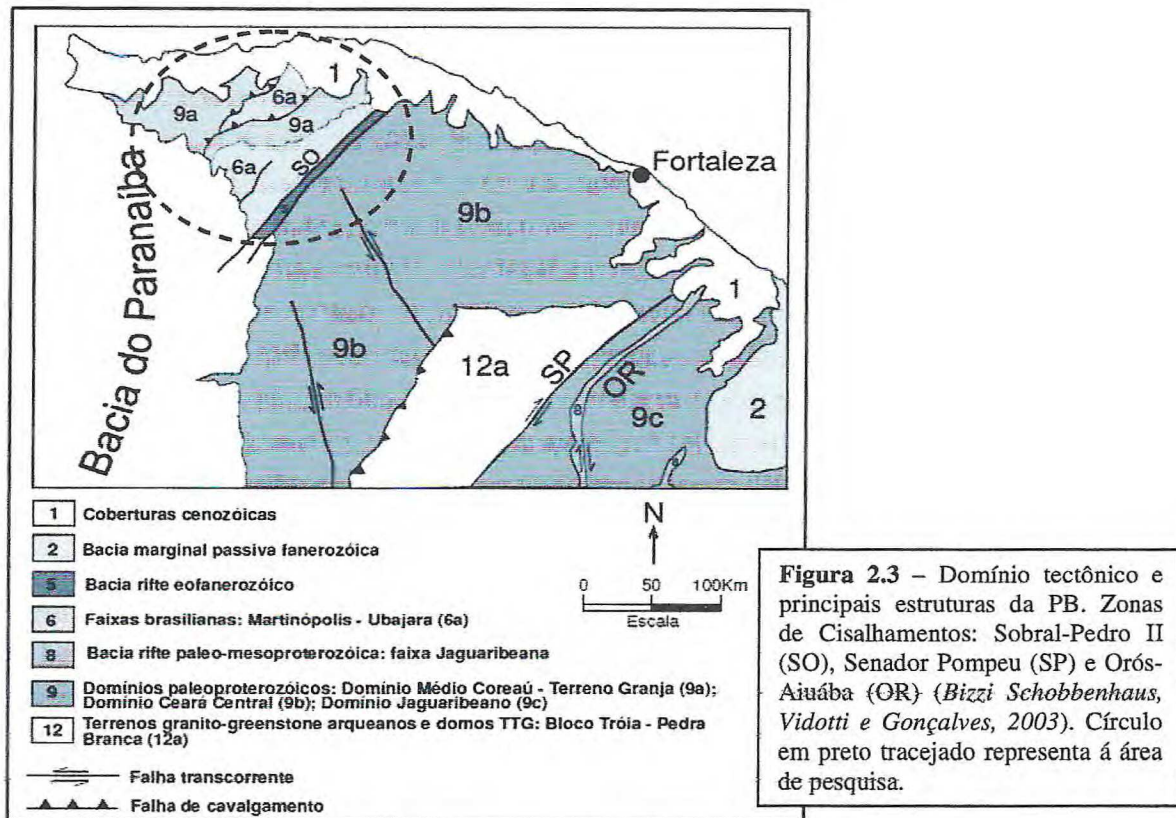 1
6a
9a
9a
6a
SO
Fortaleza
9b
1
Bacia do Paranaíba
9b
12a
SP
OR
8
9c
2
1 Coberturas cenozóicas
2 Bacia marginal passiva fanerozóica
5 Bacia rifte eofanerozóico
6 Faixas brasilianas: Martinópolis - Ubajara (6a)
8 Bacia rifte paleo-mesoproterozóica: faixa Jaguaribeana
9 Domínios paleoproterozóicos: Domínio Médio Coreaú - Terreno Granja (9a);
Domínio Ceará Central (9b); Domínio Jaguaribeano (9c)
12 Terrenos granito-greenstone arqueanos e domos TTG: Bloco Tróia - Pedra
Branca (12a)
Falha transcorrente
Falha de cavalgamento
N
0 50 100Km
Escala
Figura 2.3 – Domínio tectônico e
principais estruturas da PB. Zonas
de Cisalhamentos: Sobral-Pedro II
(SO), Senador Pompeu (SP) e Orós-
Aiuába (OR) (Bizzi Schobbenhaus,
Vidotti e Gonçalves, 2003). Círculo
em preto tracejado representa á área
de pesquisa.